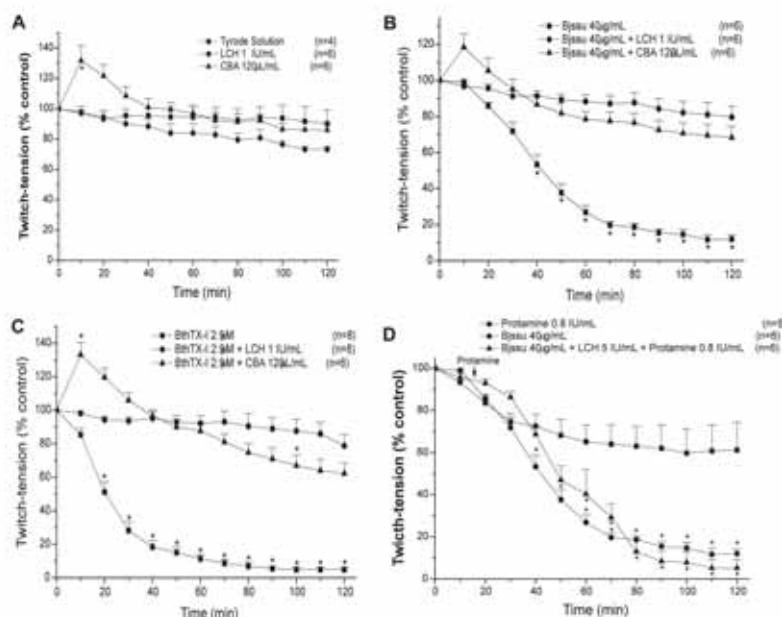 A
Tyrode Solution (n=4)
LCH 1 IU/mL (n=6)
CBA 120µL/mL (n=6)
Twitch-tension (% control)
140
120
100
80
60
40
20
0
0 20 40 60 80 100 120
Time (min)
B
Bjssu 40µg/mL (n=6)
Bjssu 40µg/mL + LCH 1 IU/mL (n=6)
Bjssu 40µg/mL + CBA 120µL/mL (n=6)
Twitch-tension (% control)
120
100
80
60
40
20
0
0 20 40 60 80 100 120
Time (min)
C
BthTX-I 2.9µM
BthTX-I 2.9µM + LCH 1 IU/mL
BthTX-I 2.9µM + CBA 120µL/mL
Twitch-tension (% control)
140
120
100
80
60
40
20
0
0 20 40 60 80 100 120
Time (min)
D
Protamine 0.8 IU/mL
Bjssu 40µg/mL (n=6)
Bjssu 40µg/mL + LCH 5 IU/mL + Protamine 0.8 IU/mL (n=6)
Protamine
Twicth-tension (% control)
100
80
60
40
20
0
0 20 40 60 80 100 120
Time (min)